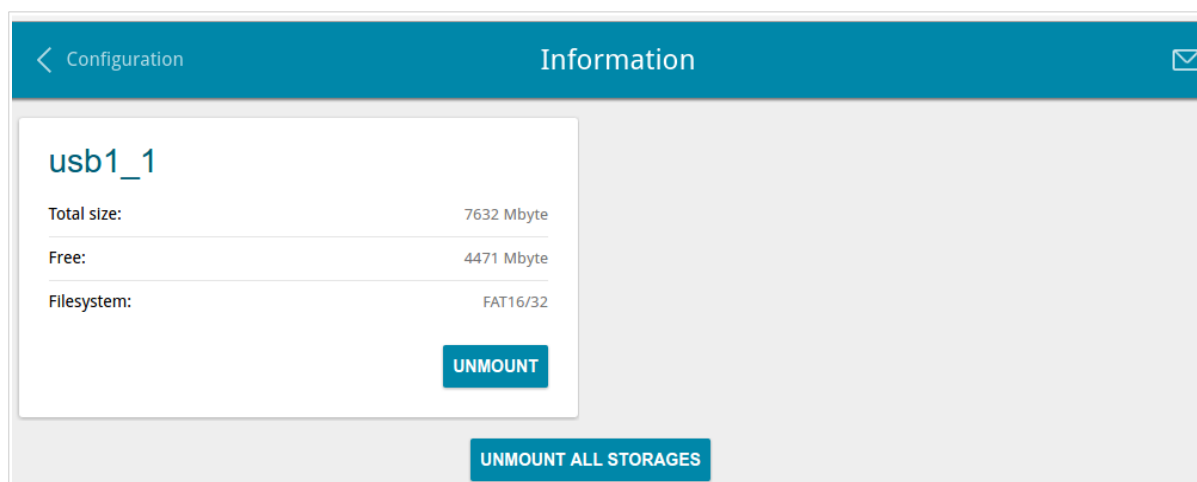 Configuration
Information
usb1_1
Total size: 7632 Mbyte
Free: 4471 Mbyte
Filesystem: FAT16/32
UNMOUNT
UNMOUNT ALL STORAGES